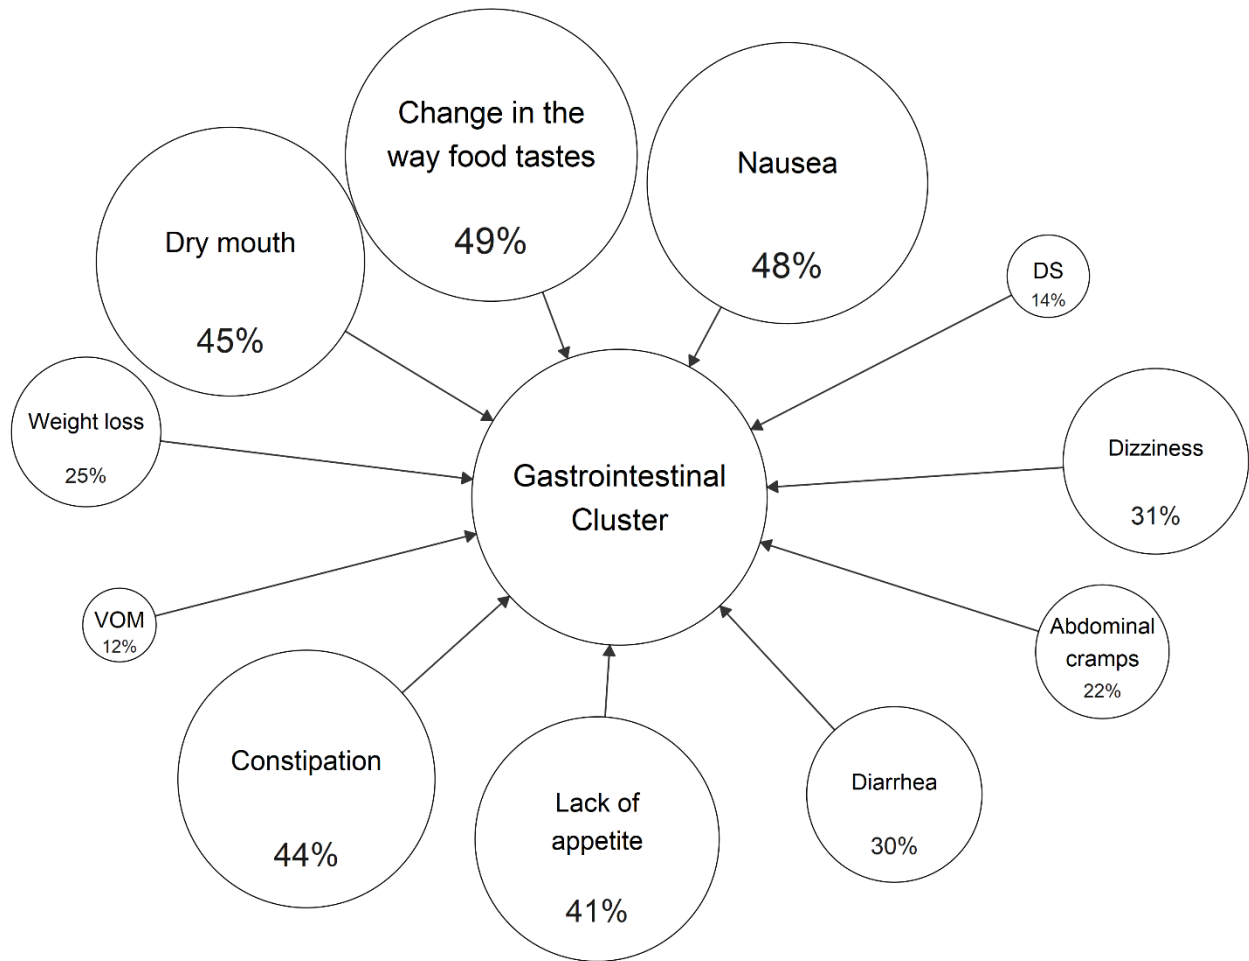 Change in the
way food tastes
49%
Nausea
48%
Dry mouth
45%
DS
14%
Weight loss
25%
Gastrointestinal
Cluster
Dizziness
31%
VOM
12%
Abdominal
cramps
22%
Constipation
44%
Lack of
appetite
41%
Diarrhea
30%